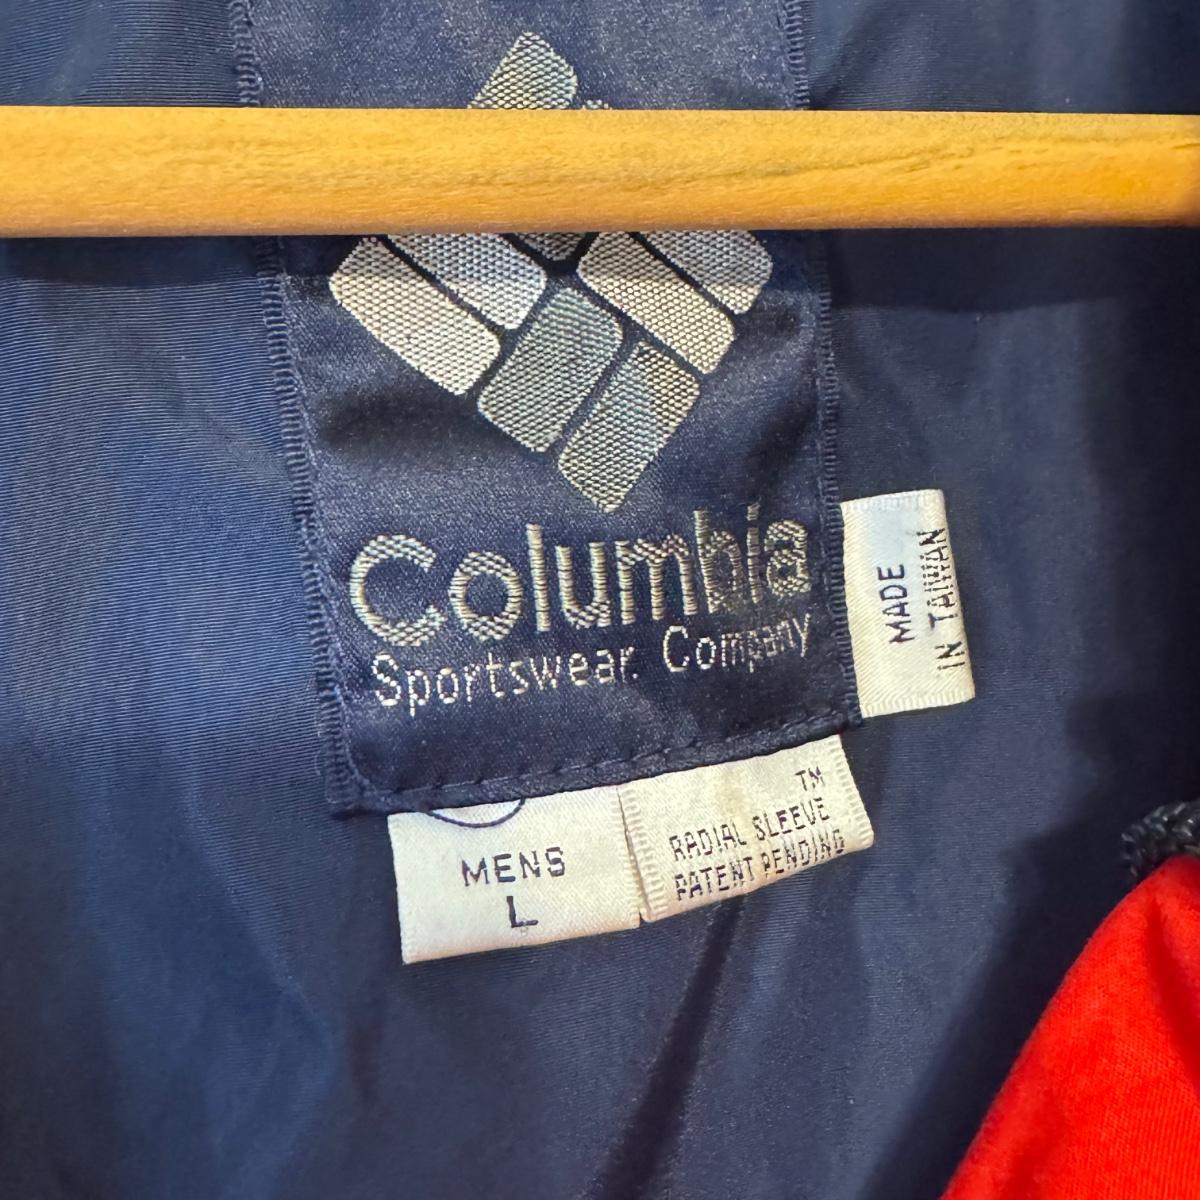 Columbia
Sportswear. Company
MADE
IN TAIWAN
MENS
L
TM
RADIAL SLEEVE
PATENT PENDING